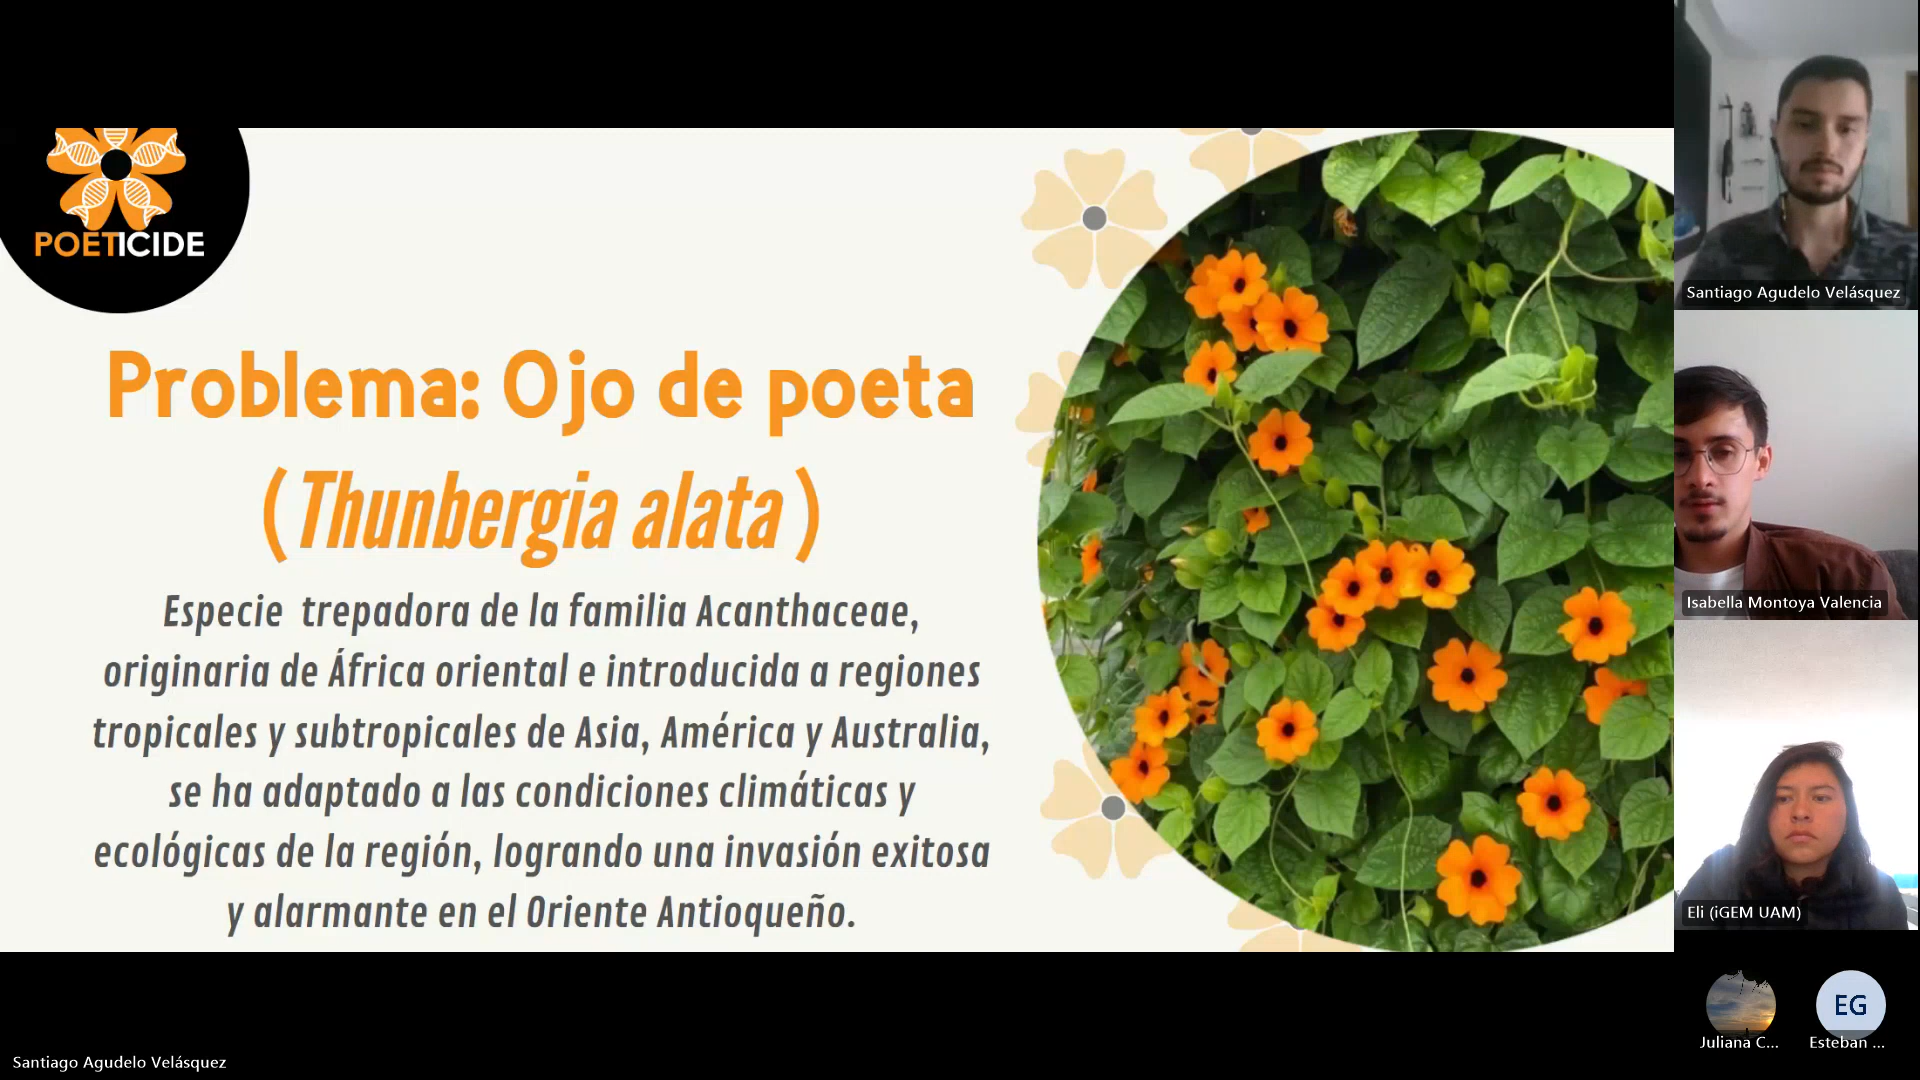 POETICIDE
Problema: Ojo de poeta
(Thunbergia alata)
Especie trepadora de la familia Acanthaceae,
originaria de África oriental e introducida a regiones
tropicales y subtropicales de Asia, América y Australia,
se ha adaptado a las condiciones climáticas y
ecológicas de la región, logrando una invasión exitosa
y alarmante en el Oriente Antioqueño.
Santiago Agudelo Velásquez
Isabella Montoya Valencia
Eli (iGEM UAM)
EG
Juliana C...
Esteban ...
Santiago Agudelo Velásquez